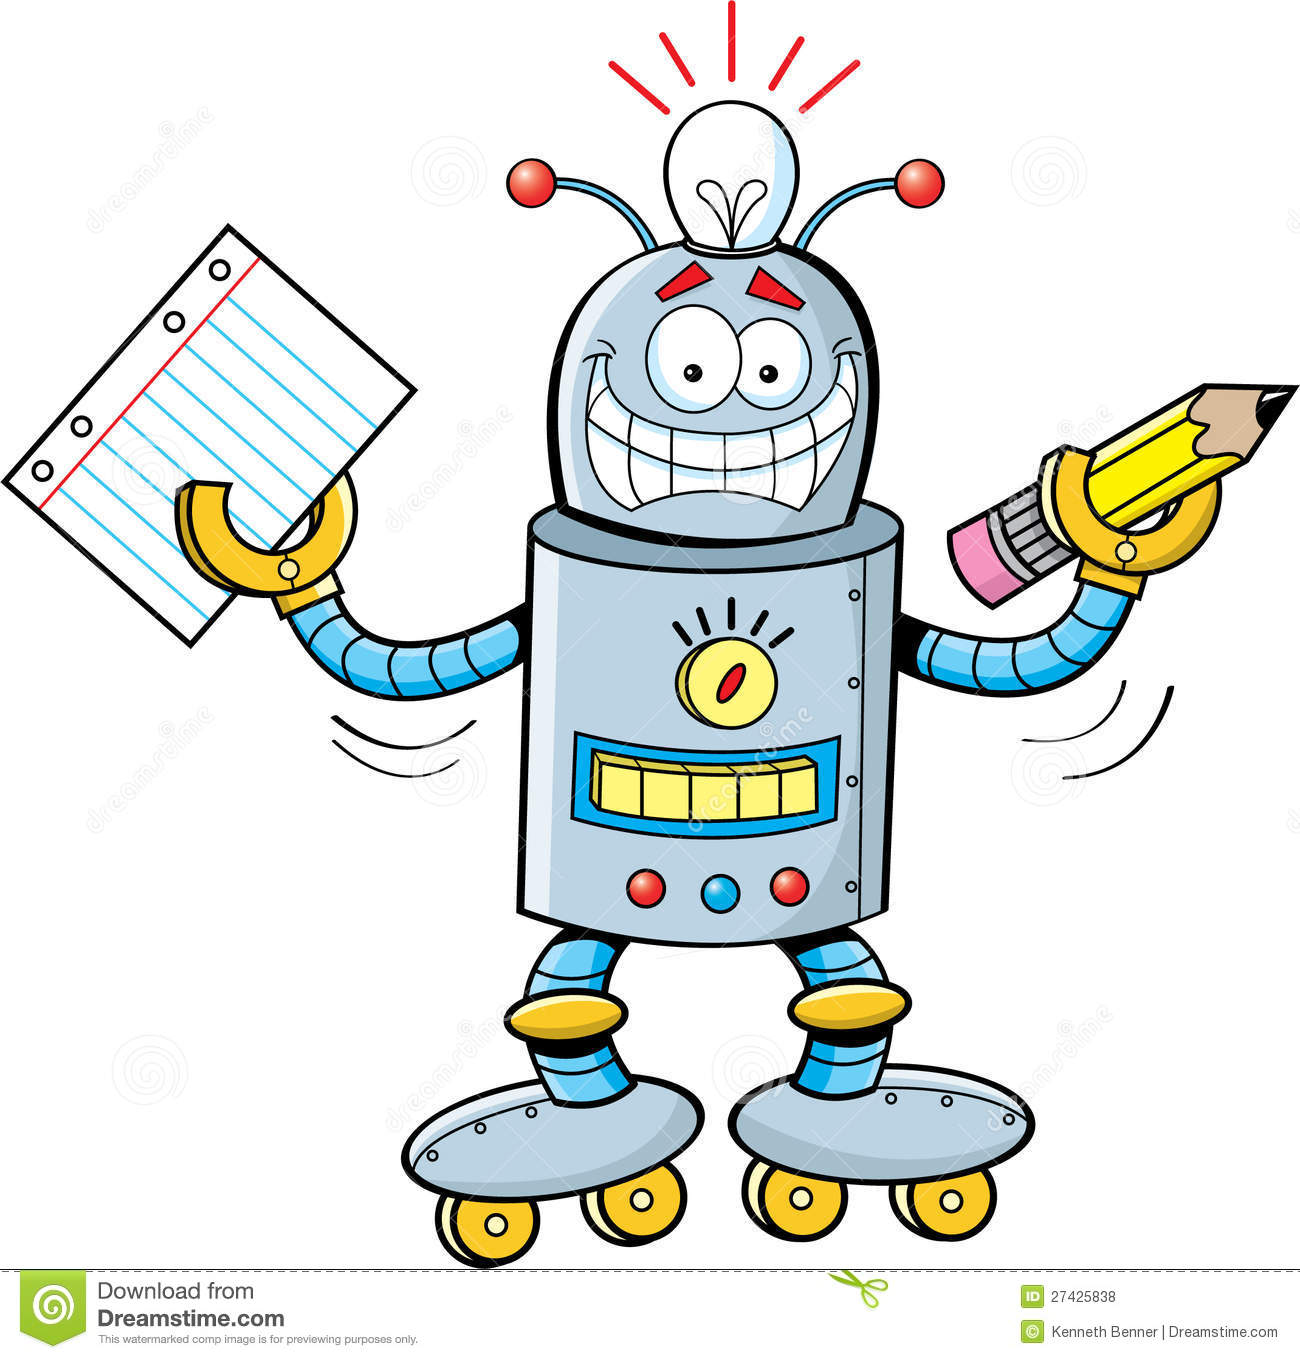 dreamstime
Download from
Dreamstime.com
This watermarked comp image is for previewing purposes only.
ID 27425838
© Kenneth Benner | Dreamstime.com